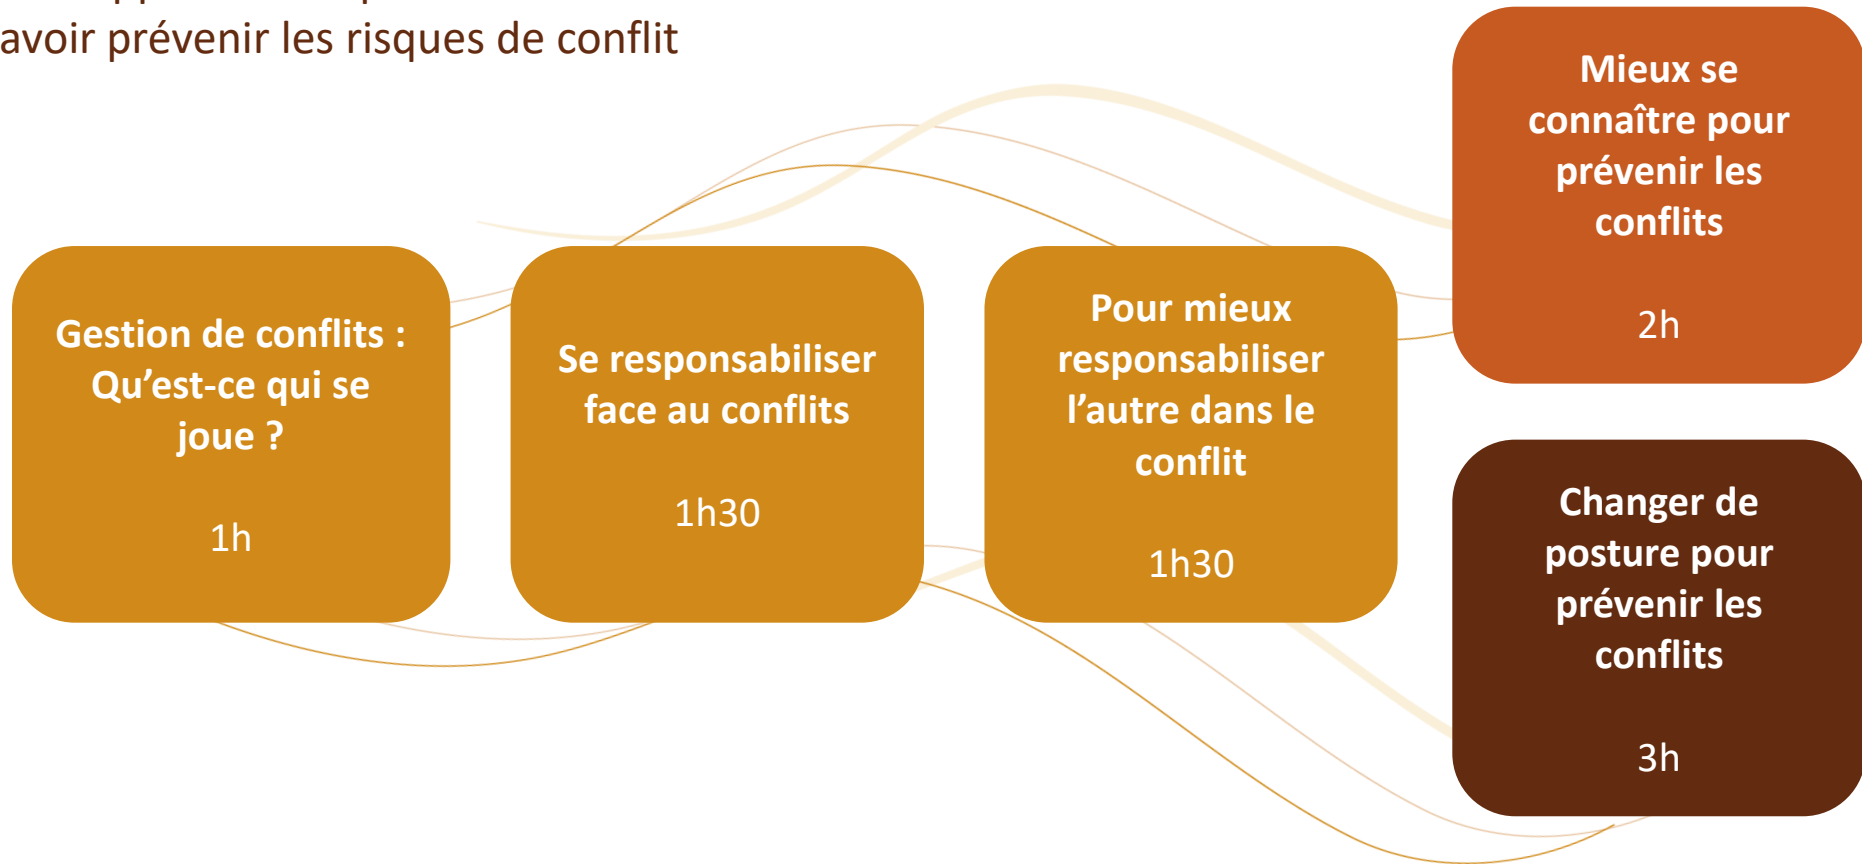 avoir prévenir les risques de conflit
Gestion de conflits :
Qu’est-ce qui se
joue ?
1h
Se responsabiliser
face au conflits
1h30
Pour mieux
responsabiliser
l’autre dans le
conflit
1h30
Mieux se
connaître pour
prévenir les
conflits
2h
Changer de
posture pour
prévenir les
conflits
3h